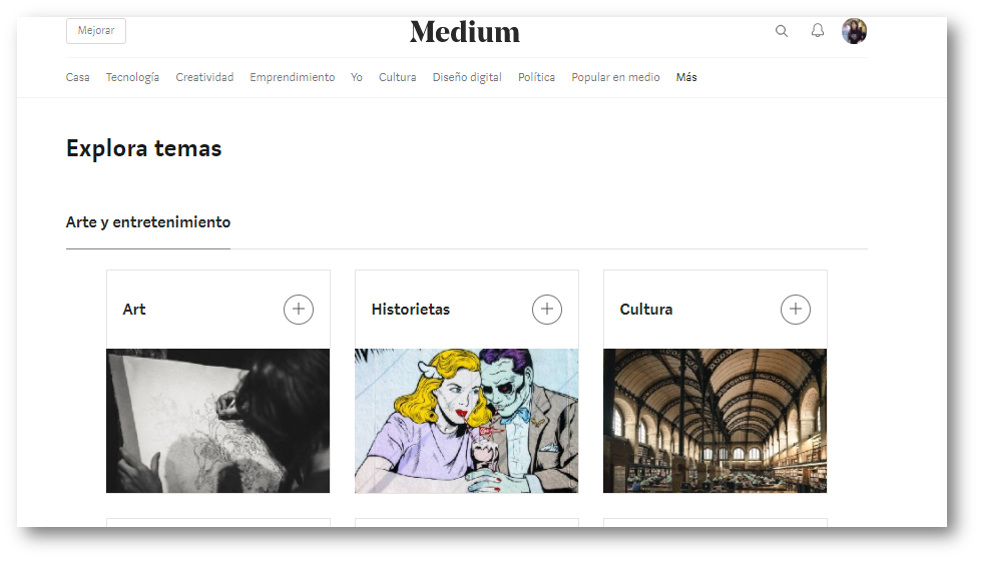 Mejorar
Medium
Casa Tecnología Creatividad Emprendimiento Yo Cultura Diseño digital Política Popular en medio Más
Explora temas
Arte y entretenimiento
Art Historietas Cultura